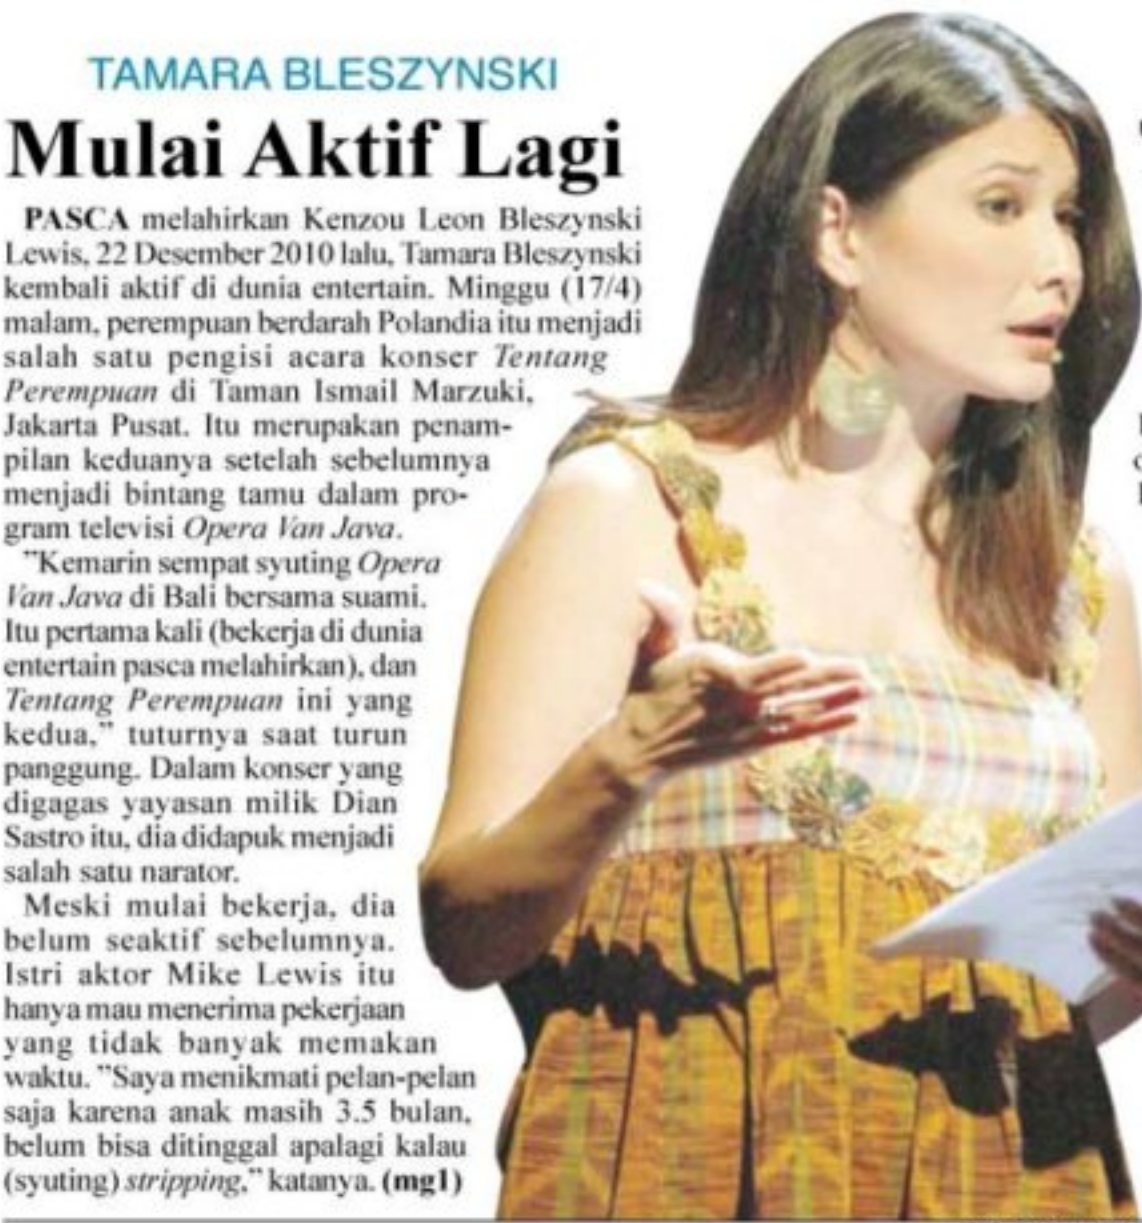 TAMARA BLESZYNSKI
Mulai Aktif Lagi
PASCA melahirkan Kenzou Leon Bleszynski
Lewis, 22 Desember 2010 lalu, Tamara Bleszynski
kembali aktif di dunia entertain. Minggu (17/4)
malam, perempuan berdarah Polandia itu menjadi
salah satu pengisi acara konser Tentang
Perempuan di Taman Ismail Marzuki,
Jakarta Pusat. Itu merupakan penam-
pilan keduanya setelah sebelumnya
menjadi bintang tamu dalam pro-
gram televisi Opera Van Java.
"Kemarin sempat syuting Opera
Van Java di Bali bersama suami.
Itu pertama kali (bekerja di dunia
entertain pasca melahirkan), dan
Tentang Perempuan ini yang
kedua," tuturnya saat turun
panggung. Dalam konser yang
digagas yayasan milik Dian
Sastro itu, dia didapuk menjadi
salah satu narator.
Meski mulai bekerja, dia
belum seaktif sebelumnya.
Istri aktor Mike Lewis itu
hanya mau menerima pekerjaan
yang tidak banyak memakan
waktu. "Saya menikmati pelan-pelan
saja karena anak masih 3.5 bulan,
belum bisa ditinggal apalagi kalau
(syuting) stripping," katanya. (mg1)